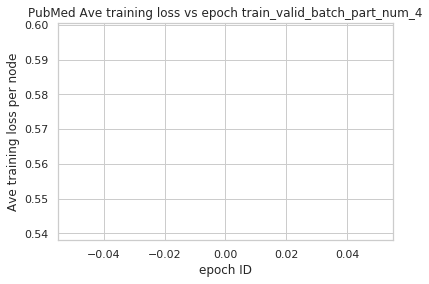 PubMed Ave training loss vs epoch train_valid_batch_part_num_4
Ave training loss per node
0.60
0.59
0.58
0.57
0.56
0.55
0.54
−0.04 −0.02 0.00 0.02 0.04
epoch ID